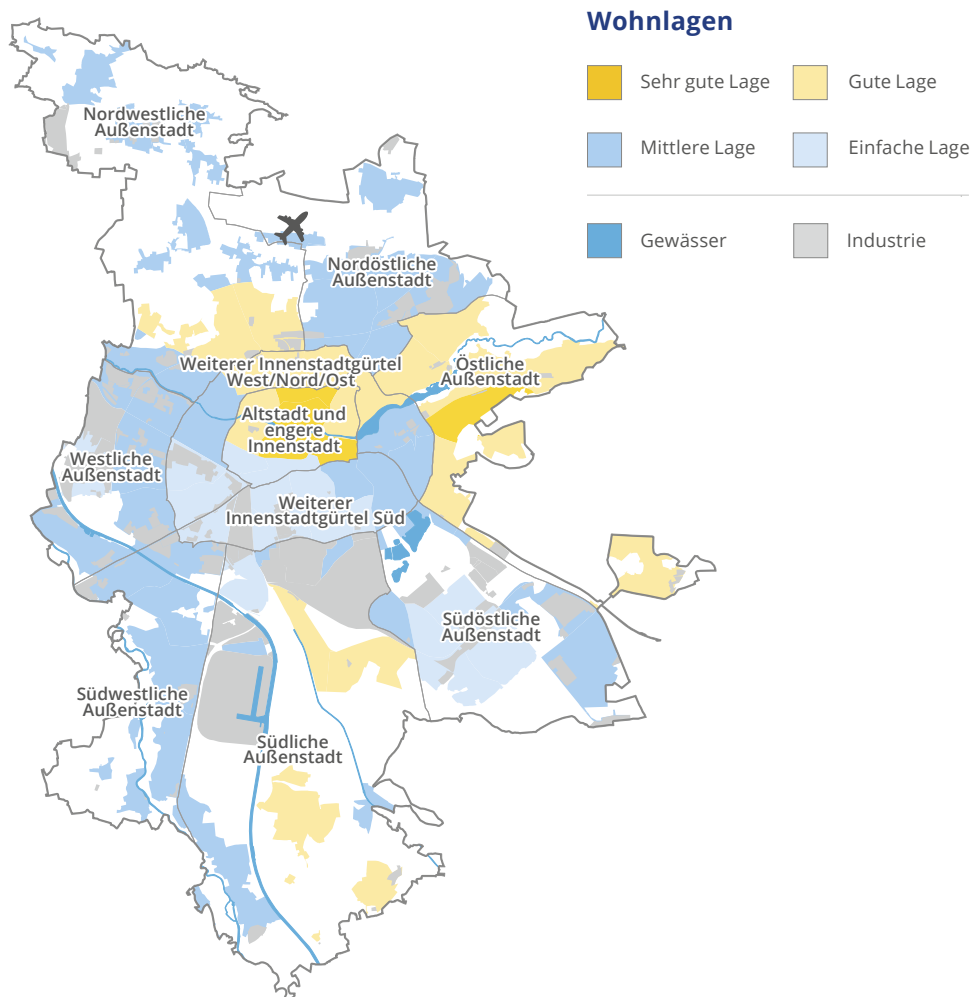 Wohnlagen
Sehr gute Lage
Gute Lage
Mittlere Lage
Einfache Lage
Gewässer
Industrie
Nordwestliche
Außenstadt
Nordöstliche
Außenstadt
Weiterer Innenstadtgürtel
West/Nord/Ost
Östliche
Außenstadt
Altstadt und
engere
Innenstadt
Westliche
Außenstadt
Weiterer
Innenstadtgürtel Süd
Südöstliche
Außenstadt
Südwestliche
Außenstadt
Südliche
Außenstadt